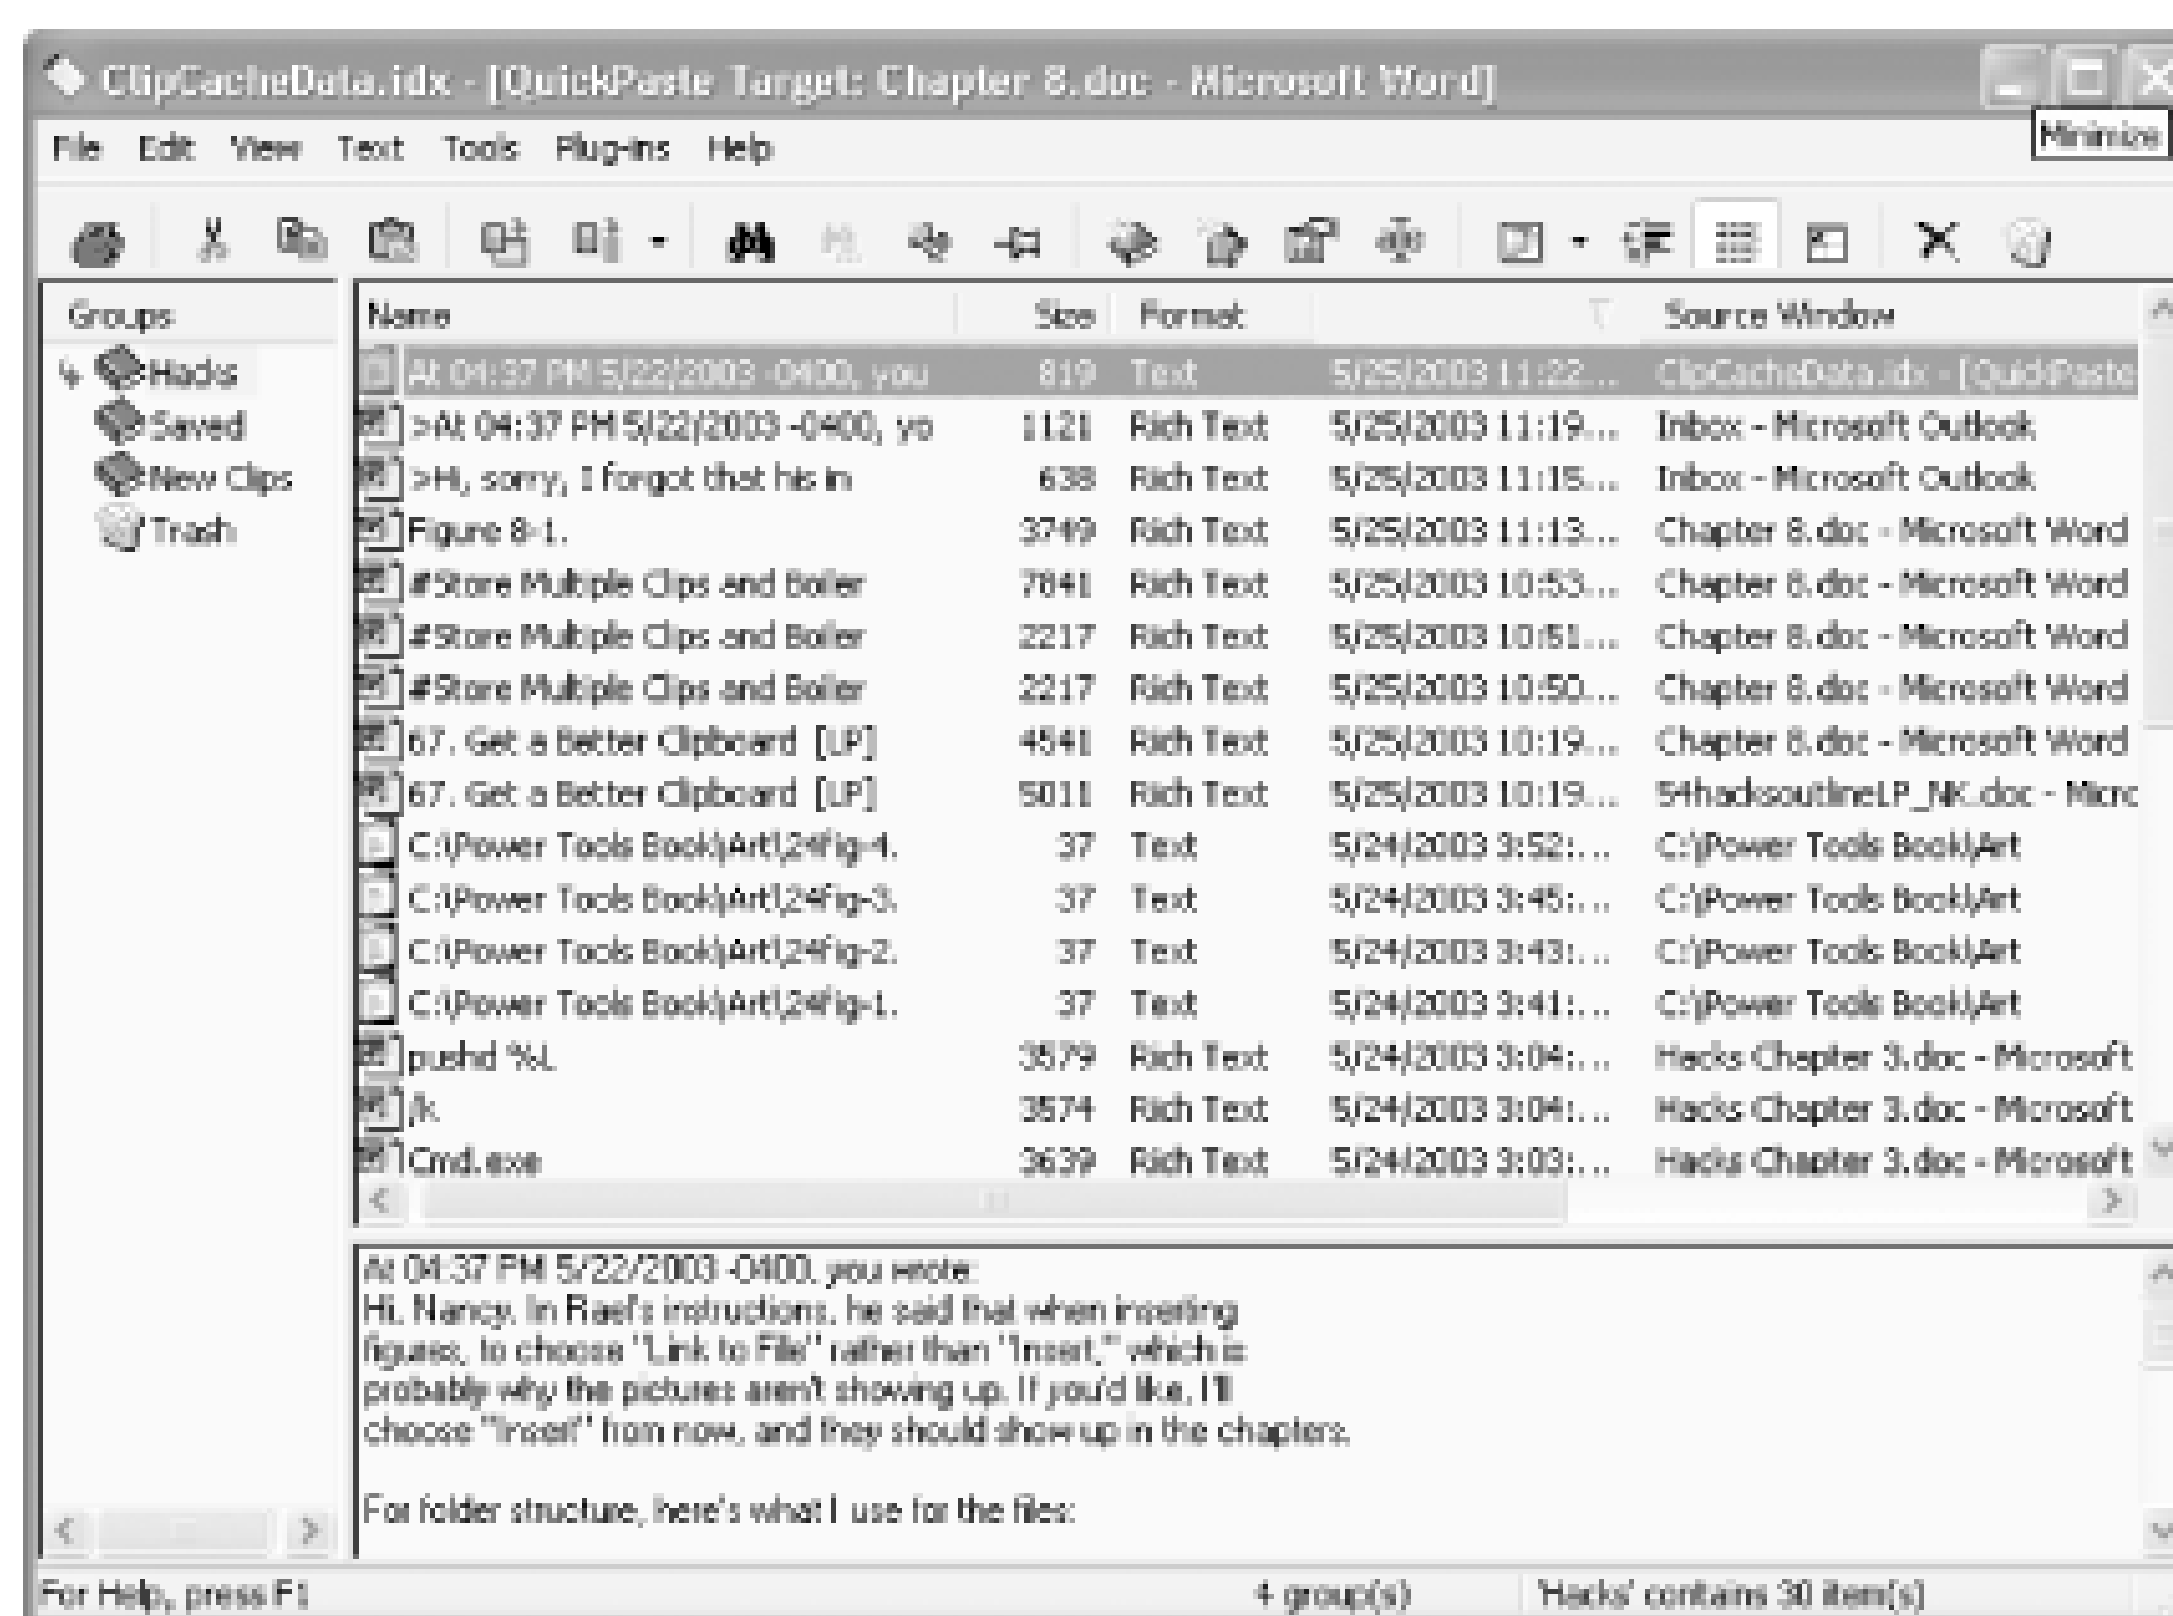 ClipCacheData.idx - [QuickPaste Target: Chapter 8.doc - Microsoft Word]
Minimize
File Edit View Text Tools Plug-ins Help
Groups
Hacks
Saved
New Clips
Trash
Name Size Format Source Window
At 04:37 PM 5/22/2003 -0400, you 819 Text 5/25/2003 11:22... ClipCacheData.idx - [QuickPaste
>At 04:37 PM 5/22/2003 -0400, yo 1121 Rich Text 5/25/2003 11:19... Inbox - Microsoft Outlook
>Hi, sorry, I forgot that his in 638 Rich Text 5/25/2003 11:15... Inbox - Microsoft Outlook
Figure 8-1. 3749 Rich Text 5/25/2003 11:13... Chapter 8.doc - Microsoft Word
#Store Multiple Clips and Boiler 7841 Rich Text 5/25/2003 10:53... Chapter 8.doc - Microsoft Word
#Store Multiple Clips and Boiler 2217 Rich Text 5/25/2003 10:51... Chapter 8.doc - Microsoft Word
#Store Multiple Clips and Boiler 2217 Rich Text 5/25/2003 10:50... Chapter 8.doc - Microsoft Word
67. Get a Better Clipboard [LP] 4541 Rich Text 5/25/2003 10:19... Chapter 8.doc - Microsoft Word
67. Get a Better Clipboard [LP] 5011 Rich Text 5/25/2003 10:19... 54hacksoutlineLP_NK.doc - Micro
C:\Power Tools Book\Art\24fig-4. 37 Text 5/24/2003 3:52:... C:\Power Tools Book\Art
C:\Power Tools Book\Art\24fig-3. 37 Text 5/24/2003 3:45:... C:\Power Tools Book\Art
C:\Power Tools Book\Art\24fig-2. 37 Text 5/24/2003 3:43:... C:\Power Tools Book\Art
C:\Power Tools Book\Art\24fig-1. 37 Text 5/24/2003 3:41:... C:\Power Tools Book\Art
pushd %L 3579 Rich Text 5/24/2003 3:04:... Hacks Chapter 3.doc - Microsoft
/k 3574 Rich Text 5/24/2003 3:04:... Hacks Chapter 3.doc - Microsoft
Cmd.exe 3639 Rich Text 5/24/2003 3:03:... Hacks Chapter 3.doc - Microsoft
At 04:37 PM 5/22/2003 -0400, you wrote:
Hi, Nancy. In Rael's instructions, he said that when inserting
figures, to choose "Link to File" rather than "Insert," which is
probably why the pictures aren't showing up. If you'd like, I'll
choose "Insert" from now, and they should show up in the chapters.
For folder structure, here's what I use for the files:
For Help, press F1 4 group(s) 'Hacks' contains 30 item(s)